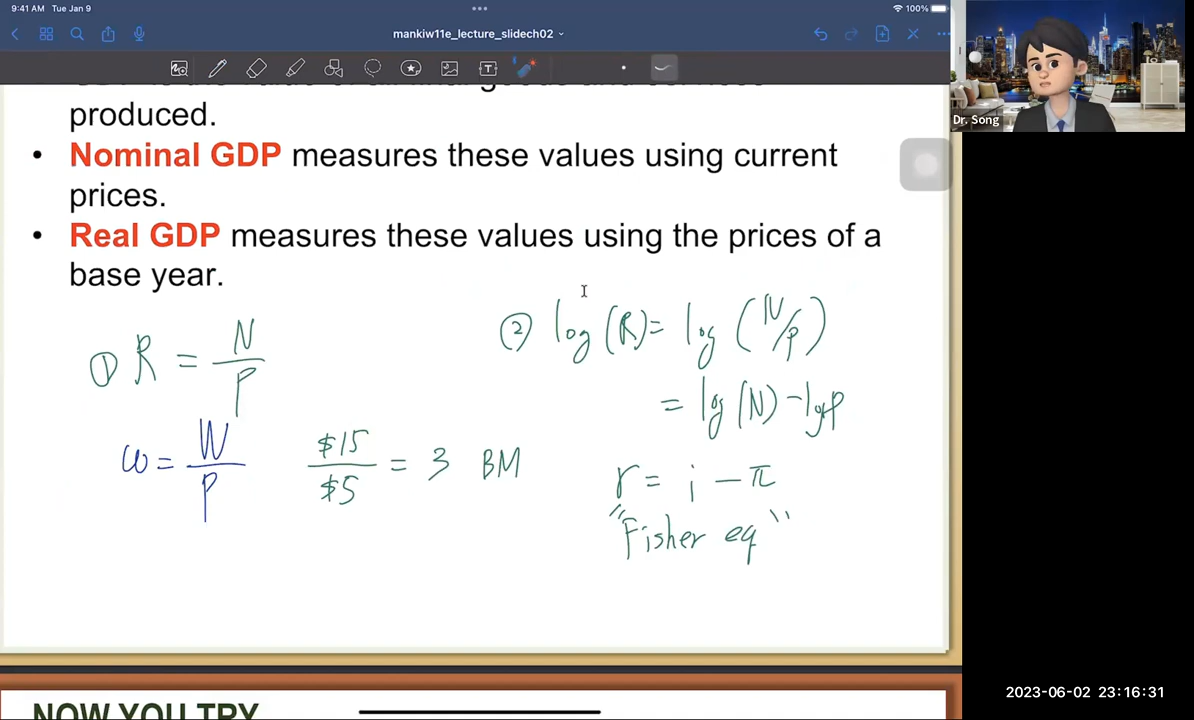 9:41 AM Tue Jan 9
100%
mankiw11e_lecture_slidech02
Dr. Song
produced.
• Nominal GDP measures these values using current
prices.
• Real GDP measures these values using the prices of a
base year.
① R = N/P
② log (R) = log (N/P)
= log (N) - log P
ω = W/P $15/$5 = 3 BM
r = i - π
"Fisher eq"
2023-06-02 23:16:31
NOW YOU TRY